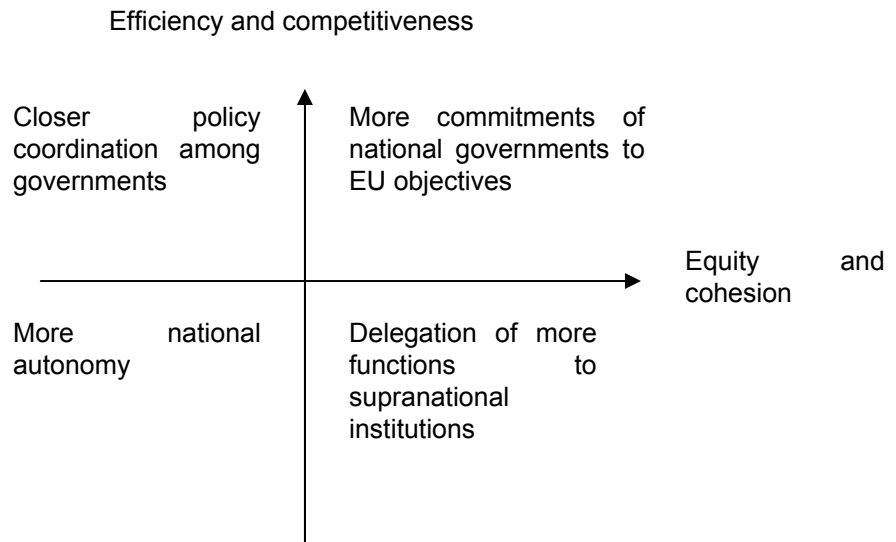 Efficiency and competitiveness
Closer policy
coordination among
governments
More commitments of
national governments to
EU objectives
Equity and
cohesion
More national
autonomy
Delegation of more
functions to
supranational
institutions